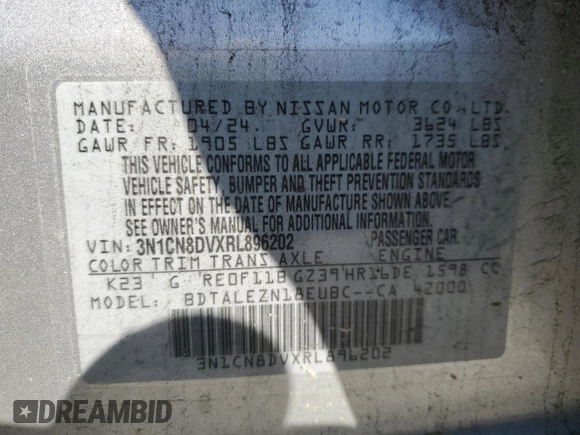 MANUFACTURED BY NISSAN MOTOR CO., LTD.
DATE: 04/24. GVWR: 3624 LBS
GAWR FR: 1905 LBS GAWR RR: 1735 LBS
THIS VEHICLE CONFORMS TO ALL APPLICABLE FEDERAL MOTOR
VEHICLE SAFETY, BUMPER AND THEFT PREVENTION STANDARDS
IN EFFECT ON THE DATE OF MANUFACTURE SHOWN ABOVE.
SEE OWNER'S MANUAL FOR ADDITIONAL INFORMATION.
VIN: 3N1CN8DVXRL896202 PASSENGER CAR
COLOR TRIM TRANS AXLE ENGINE
K23 G RE0F11B GZ39 HR16DE 1598 CC
MODEL: BDTALEZN18EUBC--CA 42000
3N1CN8DVXRL896202
AutoHelperBot